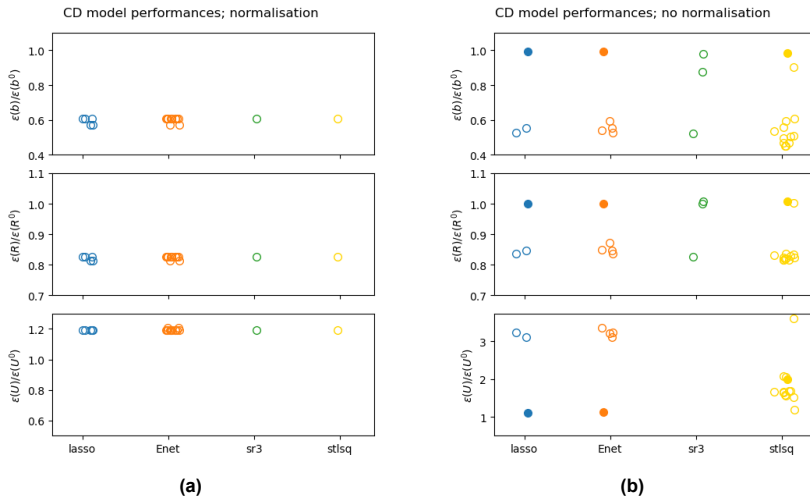 CD model performances; normalisation
ε(b)/ε(b⁰)
1.0
0.8
0.6
0.4
ε(R)/ε(R⁰)
1.1
1.0
0.9
0.8
0.7
ε(U)/ε(U⁰)
1.2
1.0
0.8
0.6
lasso Enet sr3 stlsq
(a)
CD model performances; no normalisation
ε(b)/ε(b⁰)
1.0
0.8
0.6
0.4
ε(R)/ε(R⁰)
1.1
1.0
0.9
0.8
0.7
ε(U)/ε(U⁰)
3
2
1
lasso Enet sr3 stlsq
(b)